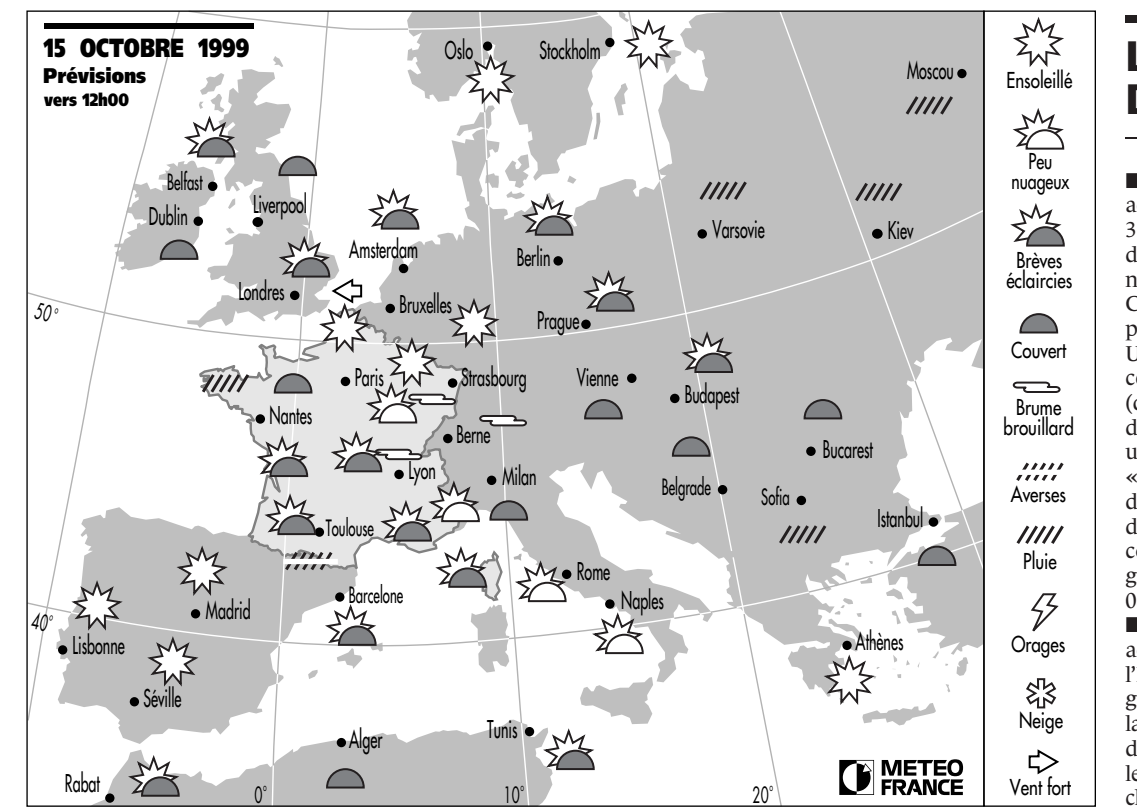 15 OCTOBRE 1999
Prévisions
vers 12h00
Oslo
Stockholm
Moscou
Belfast
Dublin
Liverpool
Amsterdam
Berlin
Varsovie
Kiev
Londres
Bruxelles
Prague
50°
Paris
Strasbourg
Vienne
Budapest
Nantes
Berne
Bucarest
Lyon
Milan
Belgrade
Sofia
Istanbul
Toulouse
Rome
Barcelone
Naples
Madrid
40°
Lisbonne
Athènes
Séville
Alger
Tunis
Rabat
0°
10°
20°
METEO
FRANCE
Ensoleillé
Peu
nuageux
Brèves
éclaircies
Couvert
Brume
brouillard
Averses
Pluie
Orages
Neige
Vent fort